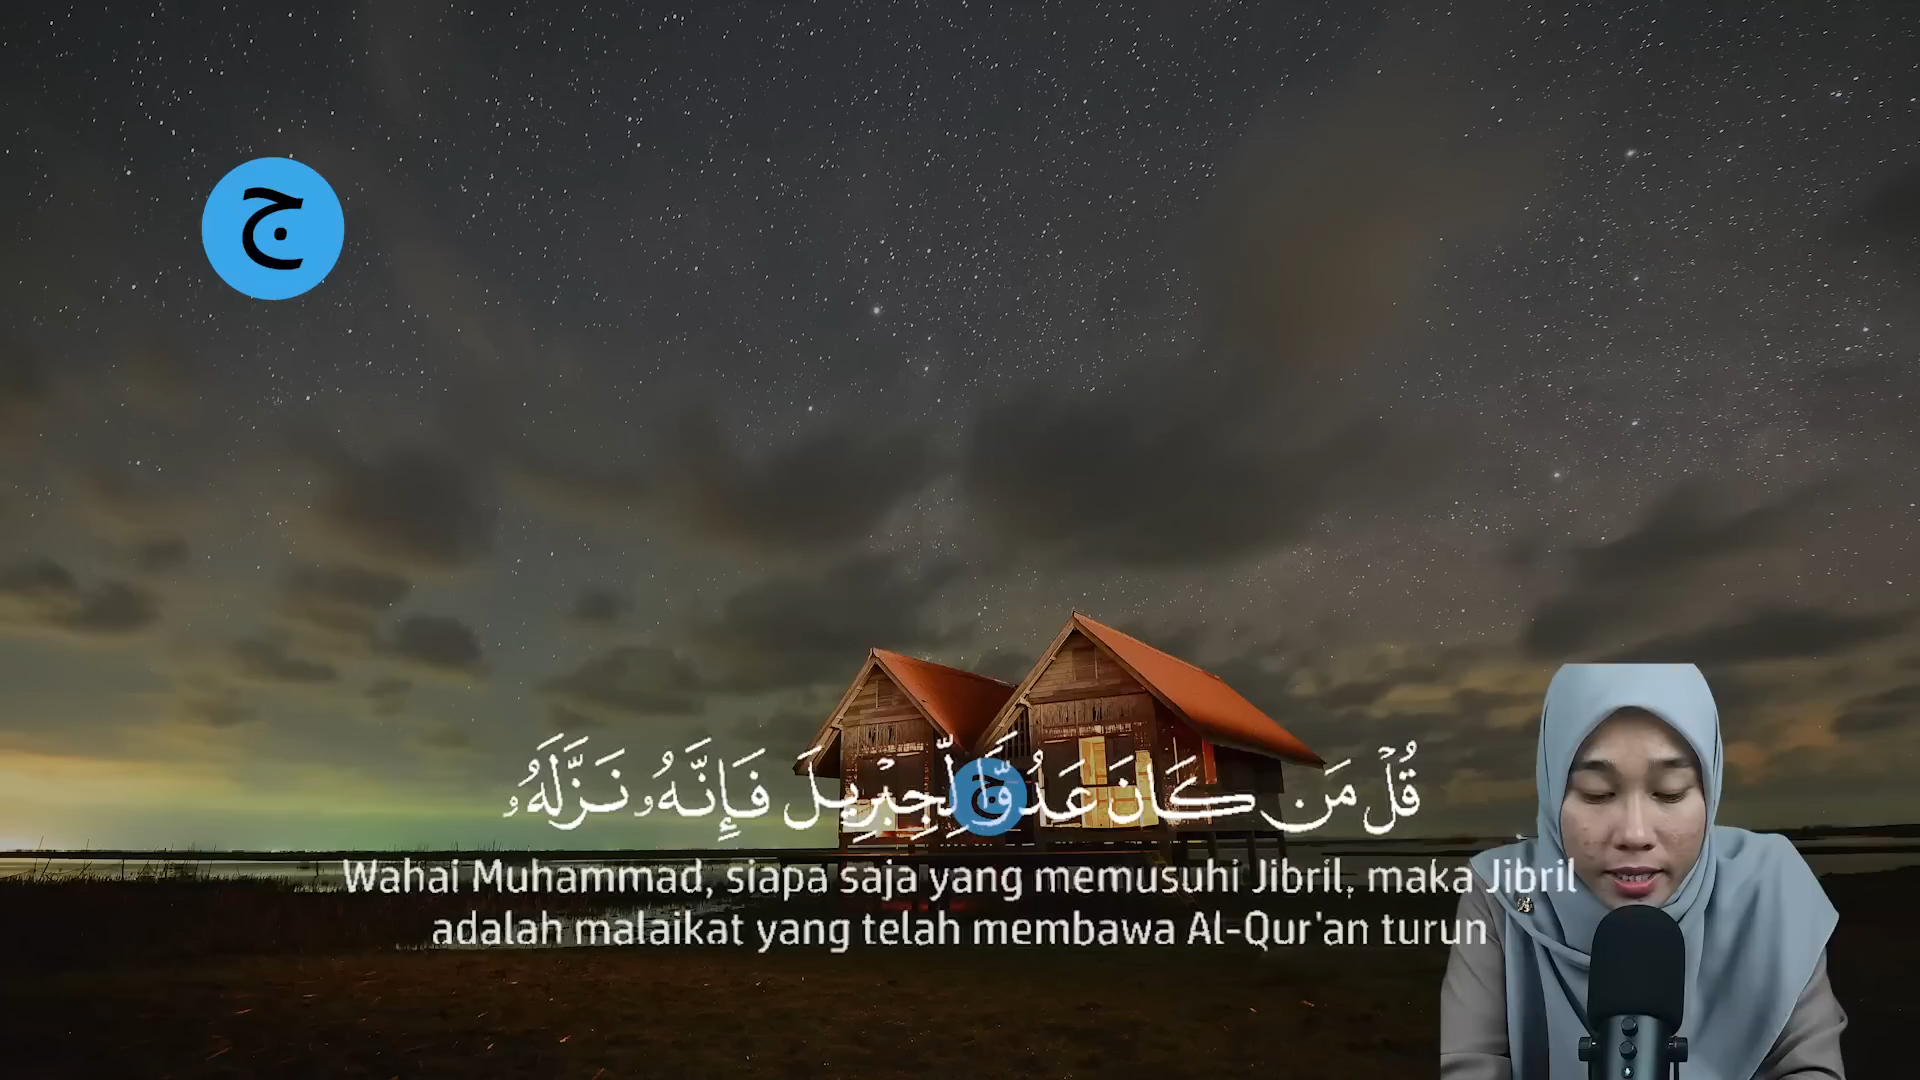 ج
قُلْ مَن كَانَ عَدُوًّا لِّجِبْرِيلَ فَإِنَّهُۥ نَزَّلَهُۥ
ج
Wahai Muhammad, siapa saja yang memusuhi Jibril, maka Jibril
adalah malaikat yang telah membawa Al-Qur'an turun